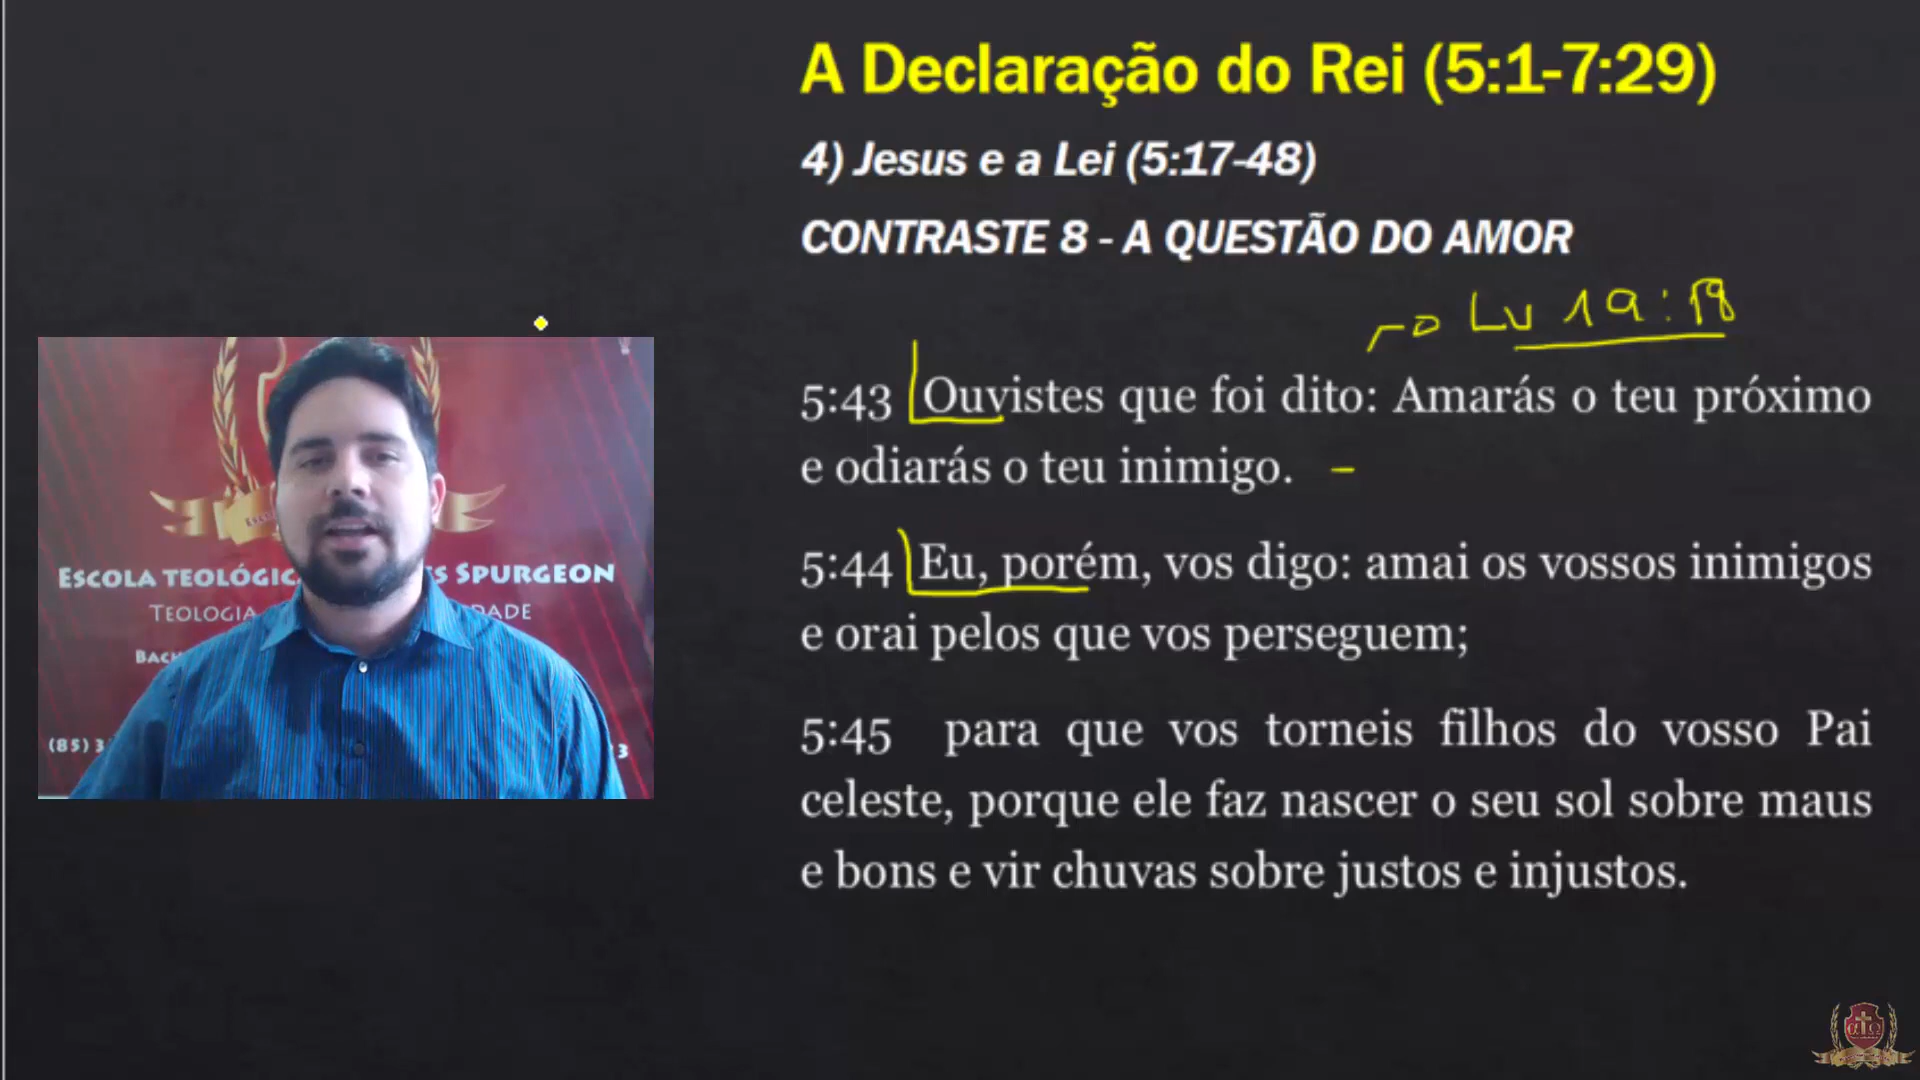 A Declaração do Rei (5:1-7:29)
4) Jesus e a Lei (5:17-48)
CONTRASTE 8 - A QUESTÃO DO AMOR
Lv 19:18
5:43 Ouvistes que foi dito: Amarás o teu próximo
e odiarás o teu inimigo.
5:44 Eu, porém, vos digo: amai os vossos inimigos
e orai pelos que vos perseguem;
5:45 para que vos torneis filhos do vosso Pai
celeste, porque ele faz nascer o seu sol sobre maus
e bons e vir chuvas sobre justos e injustos.
ESCOLA SPURGEON
TEOLOGIA
(85) 3